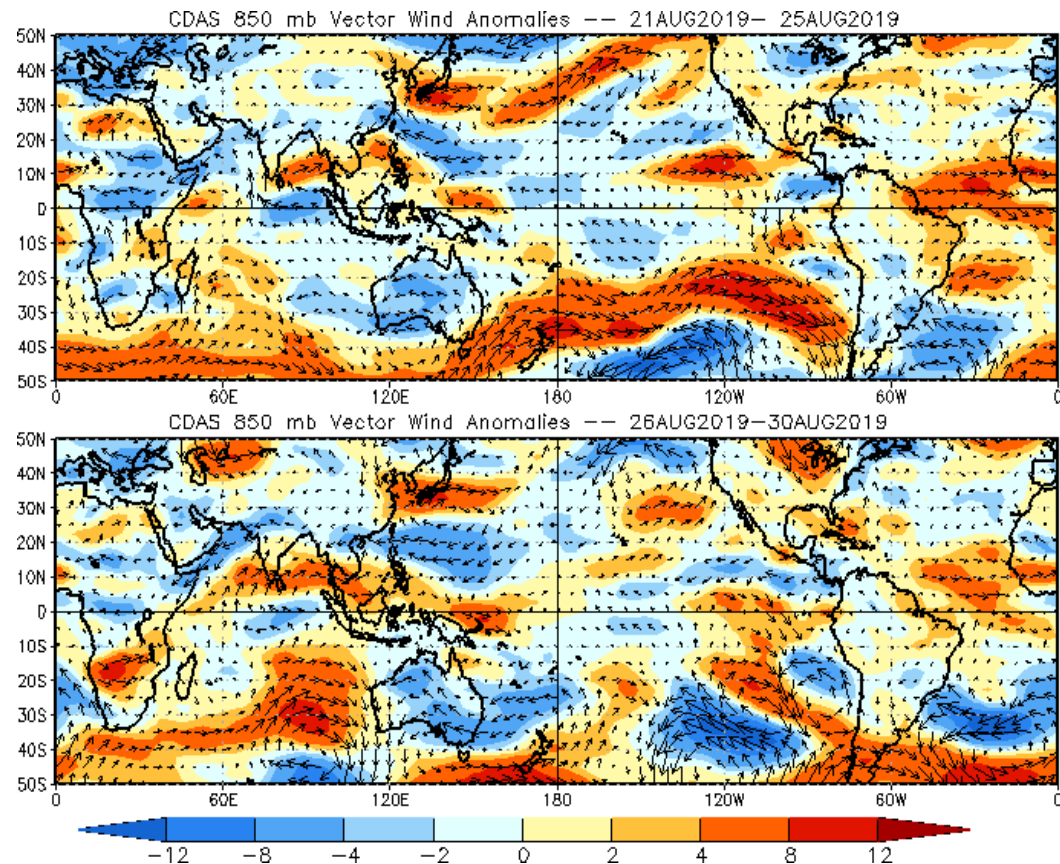 CDAS 850 mb Vector Wind Anomalies -- 21AUG2019- 25AUG2019
50N
40N
30N
20N
10N
0
10S
20S
30S
40S
50S
0 60E 120E 180 120W 60W 0
CDAS 850 mb Vector Wind Anomalies -- 26AUG2019-30AUG2019
50N
40N
30N
20N
10N
0
10S
20S
30S
40S
50S
0 60E 120E 180 120W 60W 0
-12 -8 -4 -2 0 2 4 8 12